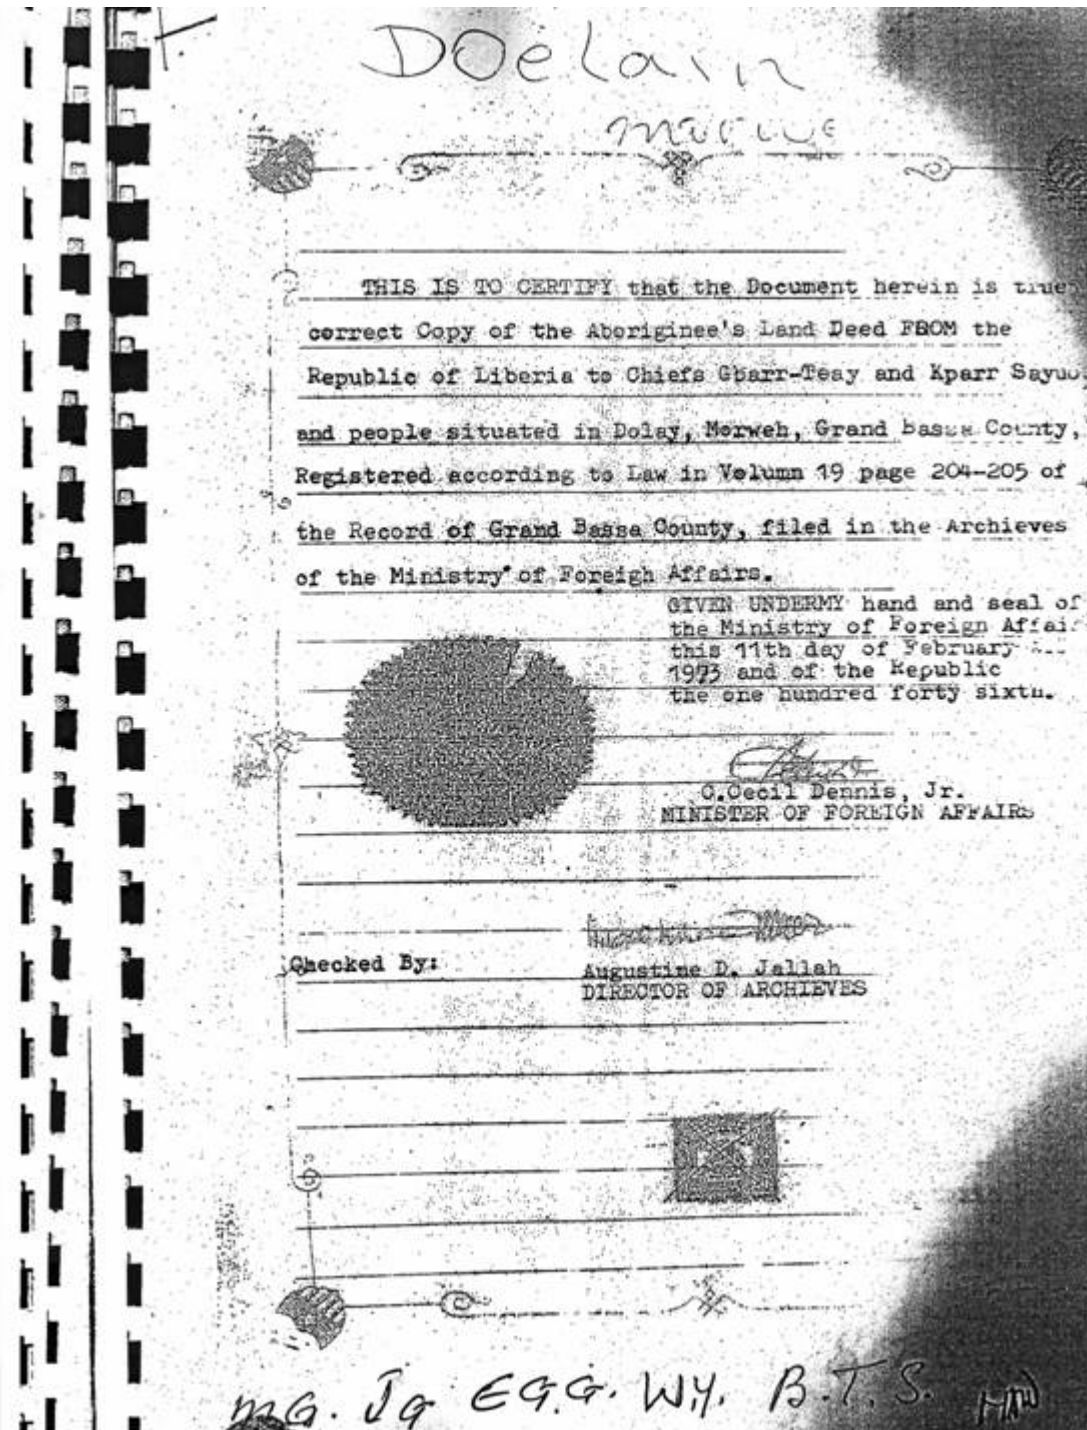 DOelain
THIS IS TO CERTIFY that the Document herein is true
correct Copy of the Aboriginee's Land Deed FROM the
Republic of Liberia to Chiefs Gbarr-Teay and Kparr
and people situated in Dolay, Morweh, Grand Bassa County,
Registered according to Law in Volumn 19 page 204-205 of
the Record of Grand Bassa County, filed in the Archieves
of the Ministry of Foreigh Affairs.
GIVEN UNDERMY hand and seal of
the Ministry of Foreign Affair
this 11th day of February
1973 and of the Republic
the one hundred forty sixth.
C.Cecil Dennis, Jr.
MINISTER OF FOREIGN AFFAIRS
Checked By:
Augustine D. Jallah
DIRECTOR OF ARCHIEVES
MG. JG EGG. W.Y. B.T.S.